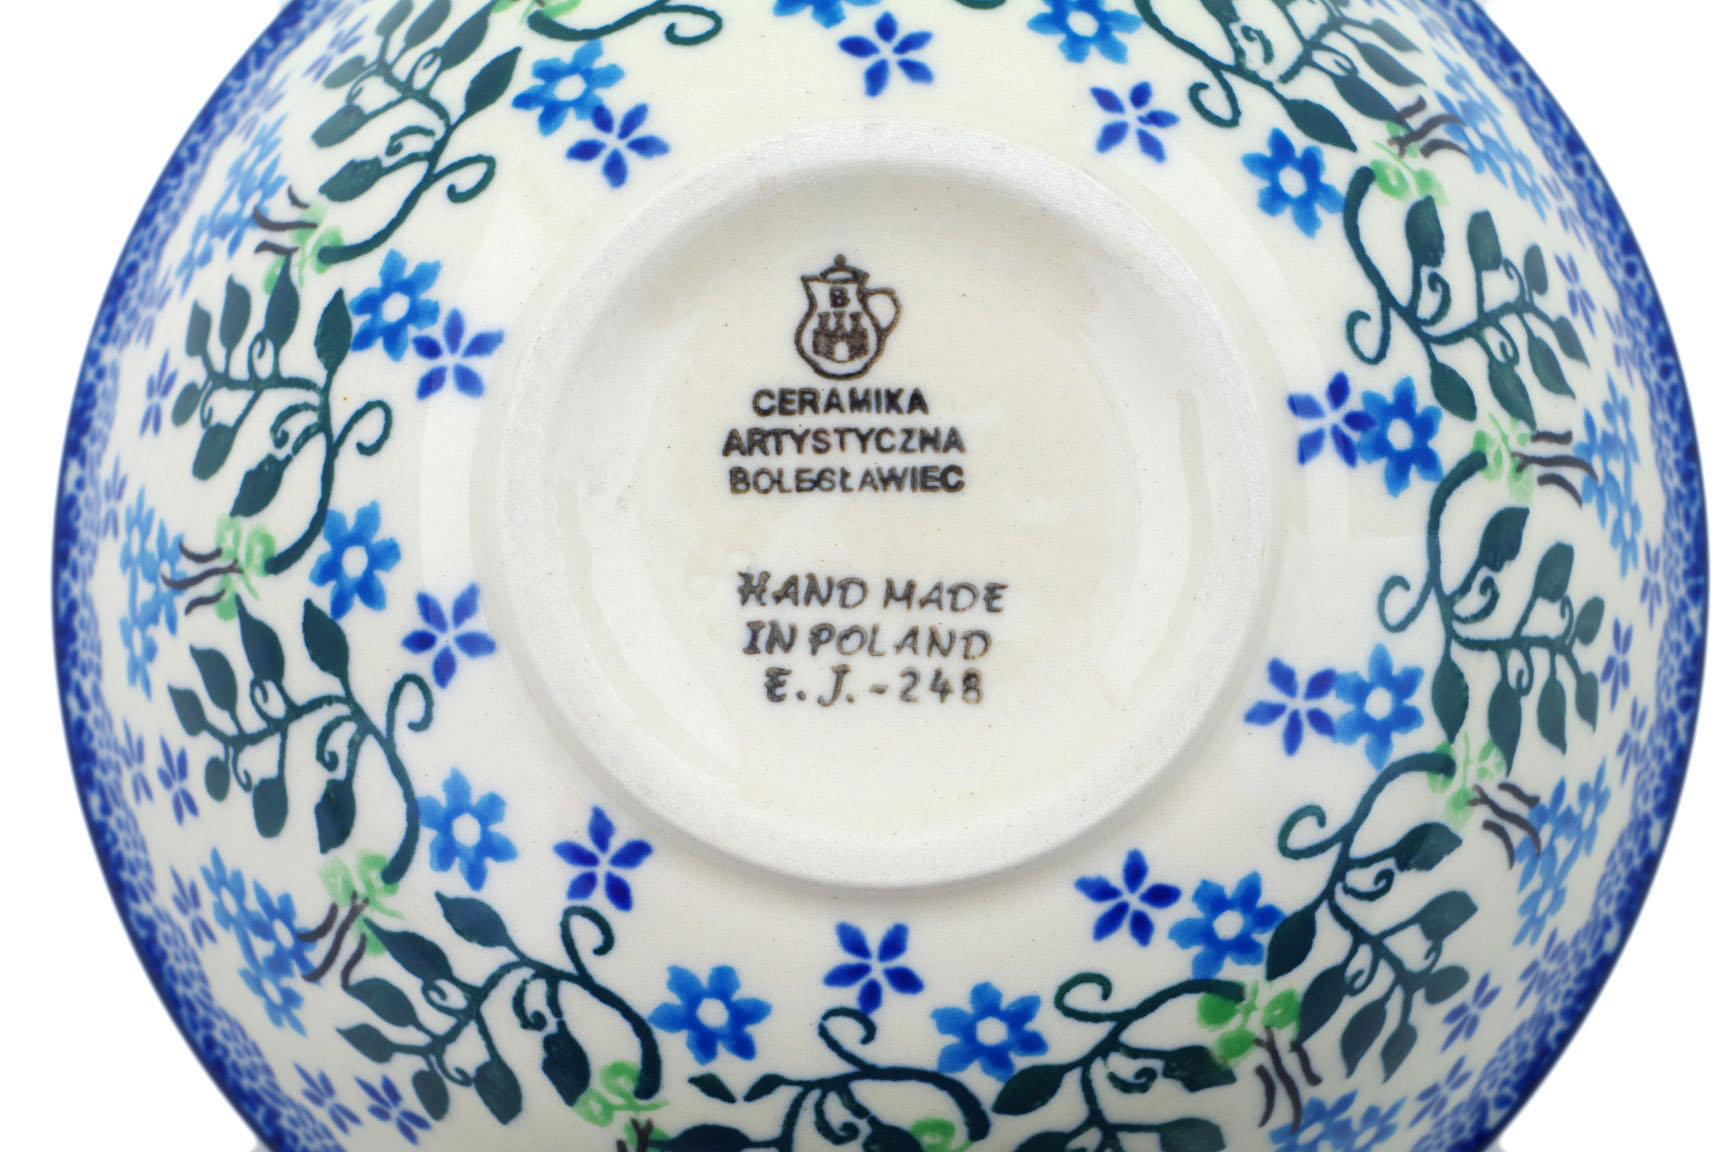 B
CERAMIKA
ARTYSTYCZNA
BOLESŁAWIEC
HAND MADE
IN POLAND
E. J. - 248